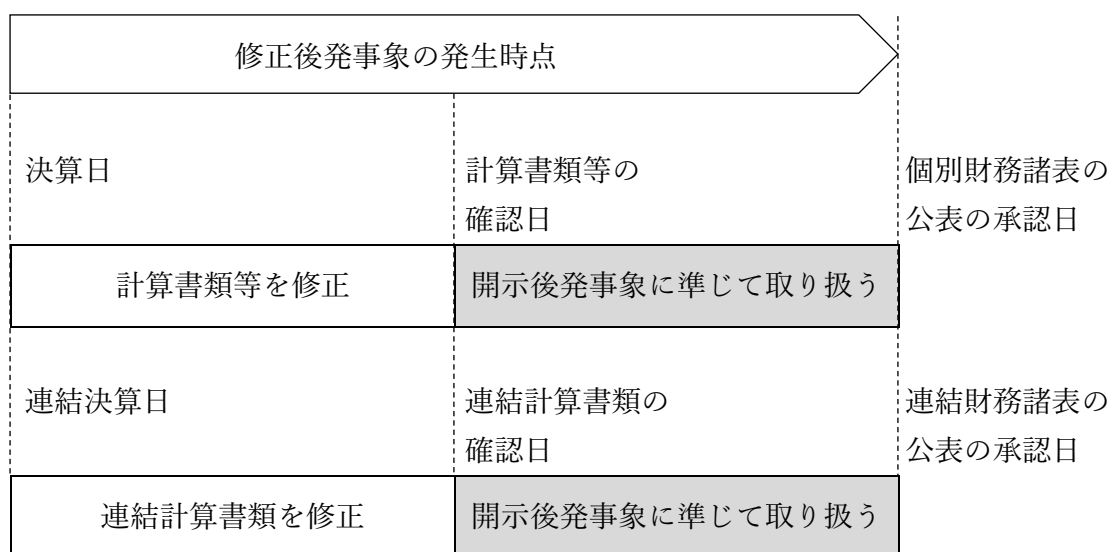 修正後発事象の発生時点
決算日
計算書類等の
確認日
個別財務諸表の
公表の承認日
計算書類等を修正
開示後発事象に準じて取り扱う
連結決算日
連結計算書類の
確認日
連結財務諸表の
公表の承認日
連結計算書類を修正
開示後発事象に準じて取り扱う